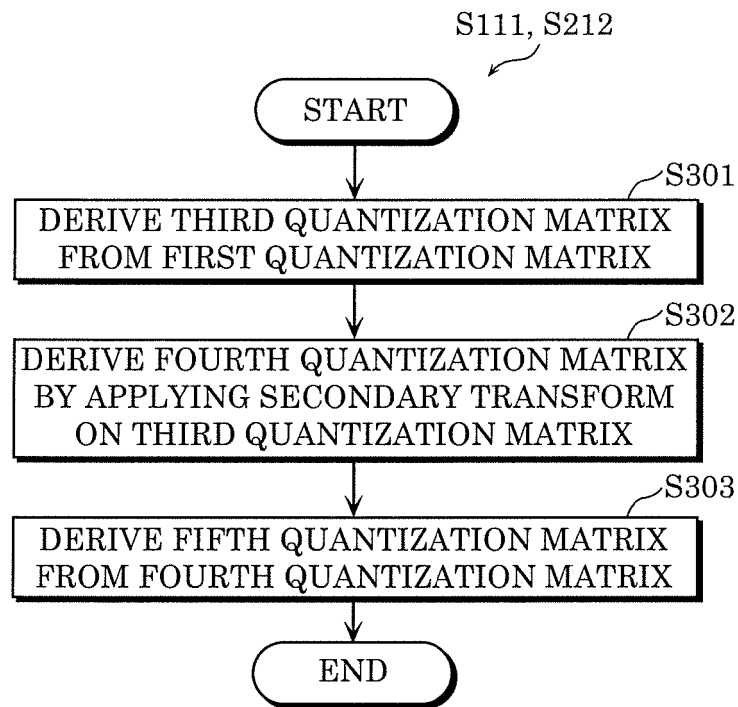 S111, S212
START
S301
DERIVE THIRD QUANTIZATION MATRIX
FROM FIRST QUANTIZATION MATRIX
S302
DERIVE FOURTH QUANTIZATION MATRIX
BY APPLYING SECONDARY TRANSFORM
ON THIRD QUANTIZATION MATRIX
S303
DERIVE FIFTH QUANTIZATION MATRIX
FROM FOURTH QUANTIZATION MATRIX
END